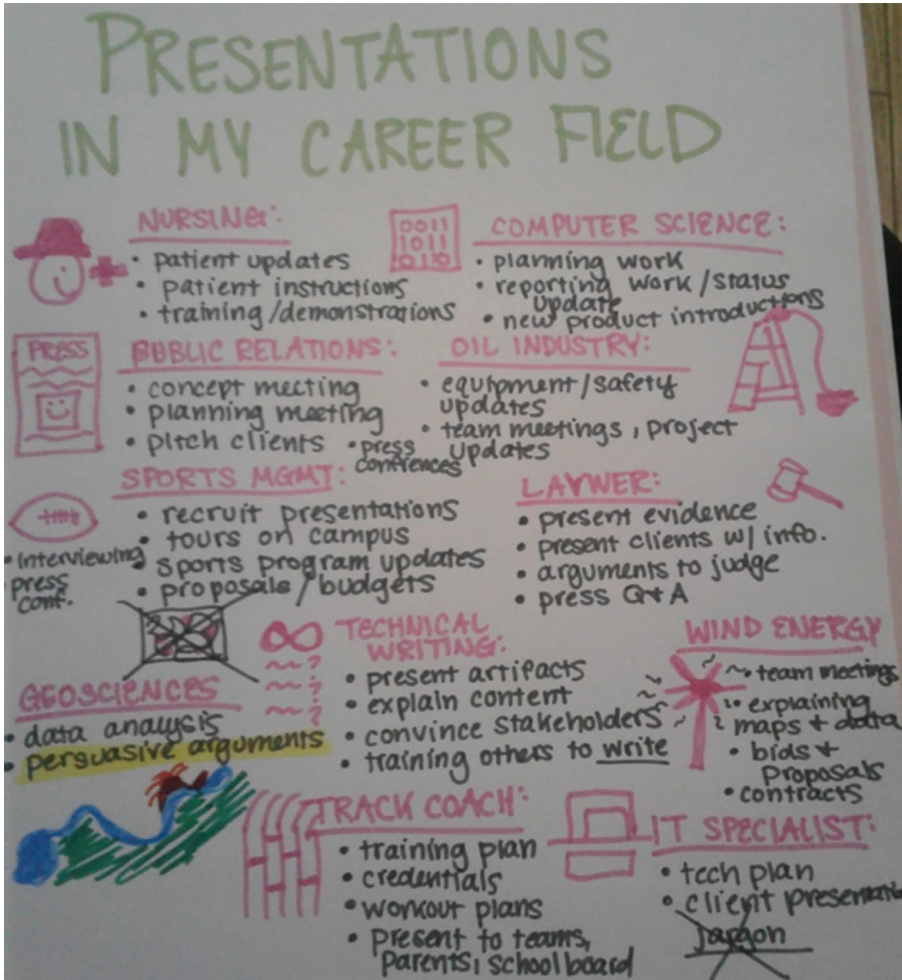 PRESENTATIONS
IN MY CAREER FIELD
NURSING:
• patient updates
• patient instructions
• training/demonstrations
0011
1011
0110
COMPUTER SCIENCE:
• planning work
• reporting work/status
update
• new product introductions
PRESS
PUBLIC RELATIONS:
• concept meeting
• planning meeting
• pitch clients
• press
confrences
OIL INDUSTRY:
• equipment/safety
updates
• team meetings, project
updates
SPORTS MGMT:
• recruit presentations
• tours on campus
• sports program updates
• proposals/budgets
• interviewing
press
conf.
LAYWER:
• present evidence
• present clients w/ info.
• arguments to judge
• press Q+A
GEOSCIENCES
• data analysis
• persuasive arguments
TECHNICAL
WRITING:
• present artifacts
• explain content
• convince stakeholders
• training others to write
WIND ENERGY
• team meetings
• explaining
maps + data
• bids +
proposals
• contracts
TRACK COACH:
• training plan
• credentials
• workout plans
• present to teams,
parents, school board
IT SPECIALIST:
• tech plan
• client presentati
Jargon